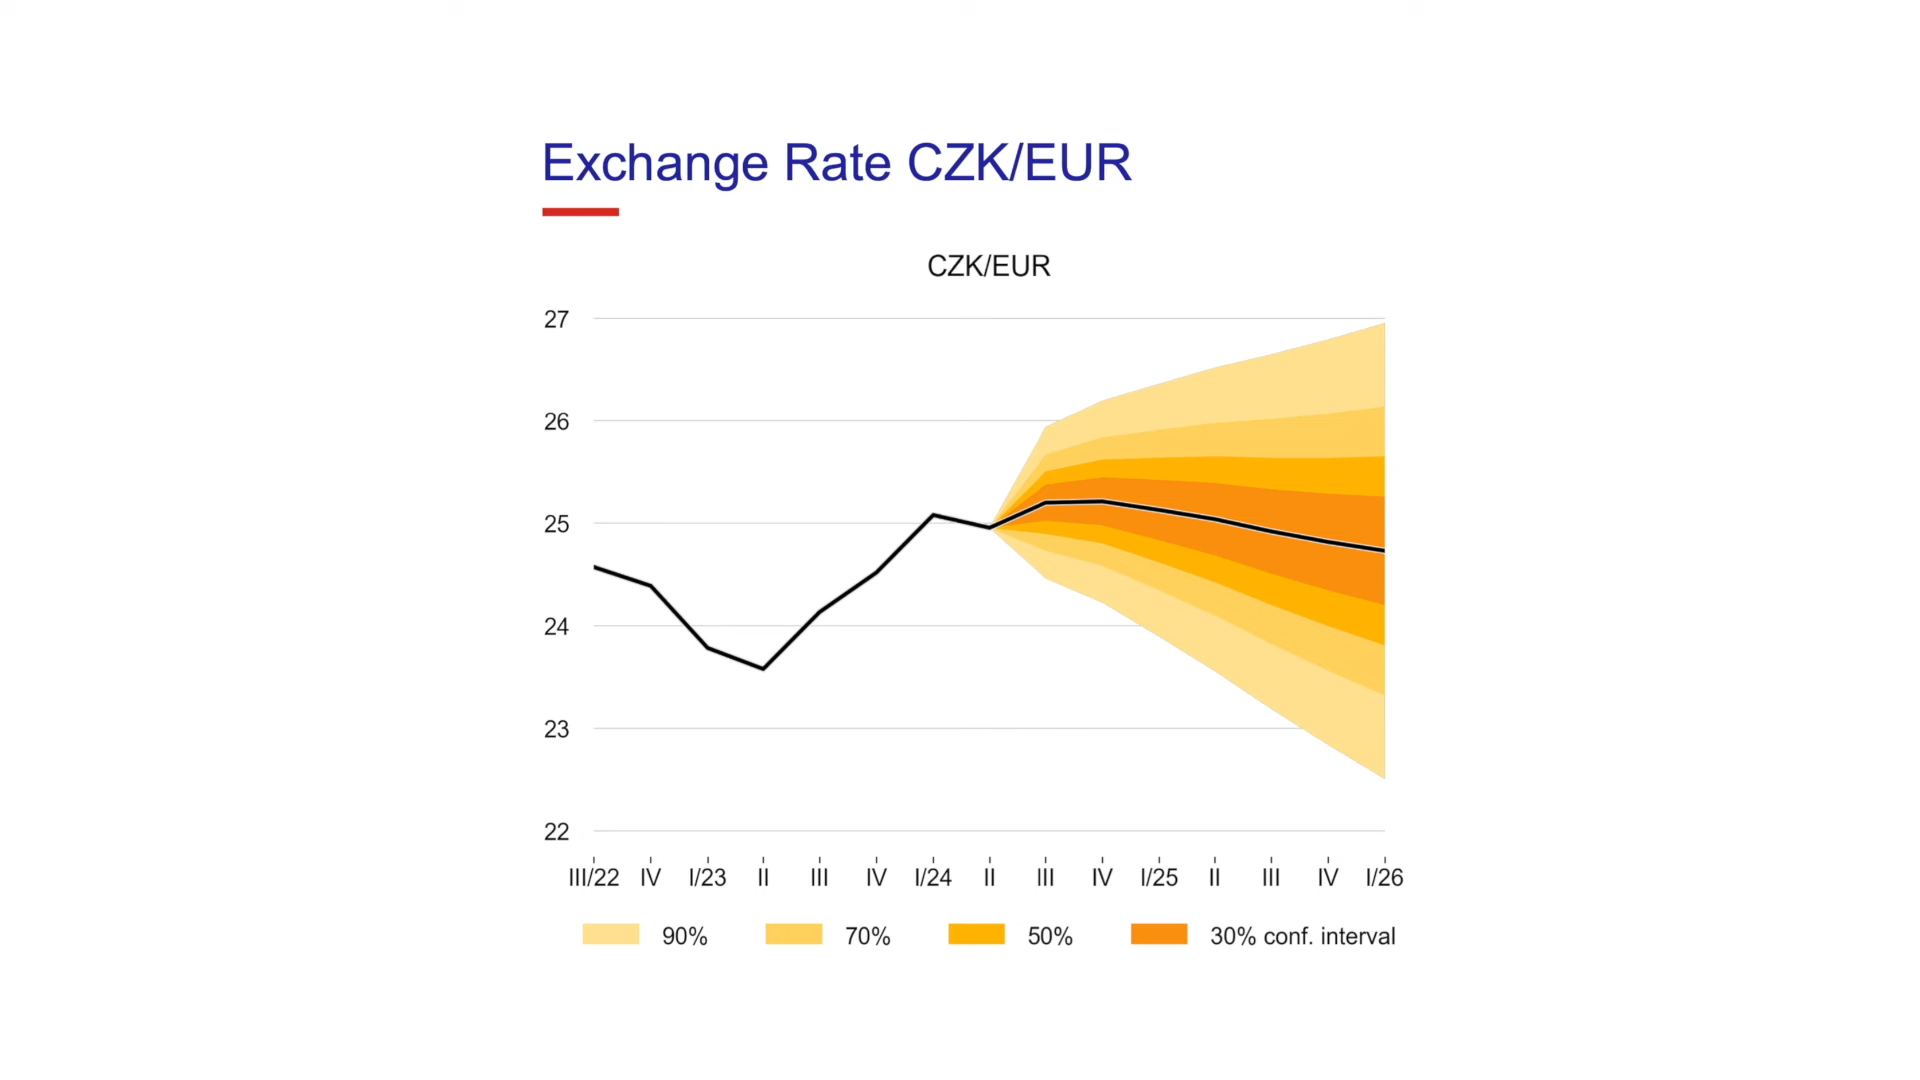 Exchange Rate CZK/EUR
CZK/EUR
27
26
25
24
23
22
III/22 IV I/23 II III IV I/24 II III IV I/25 II III IV I/26
90% 70% 50% 30% conf. interval